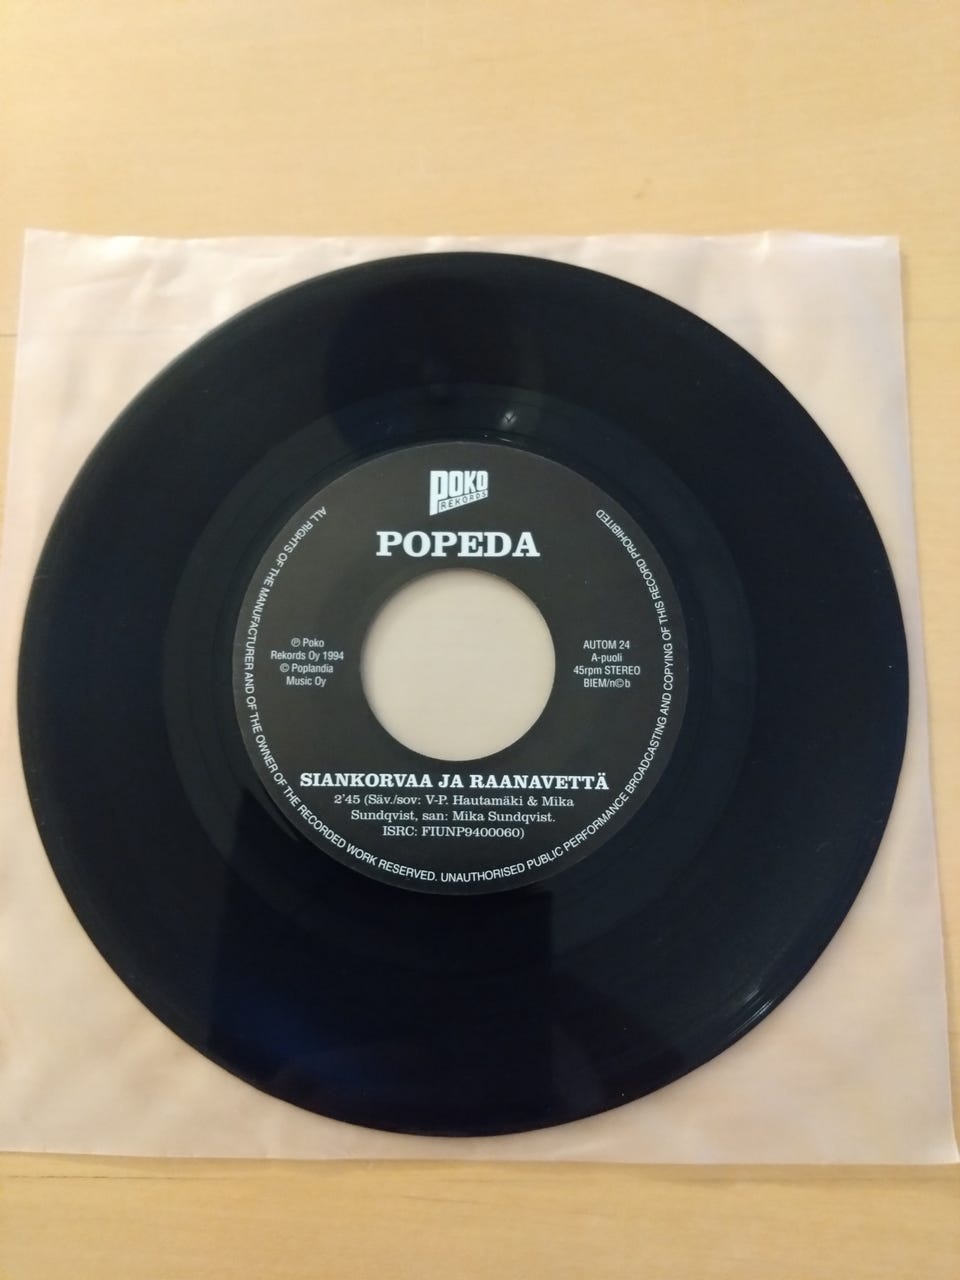 POKO
REKORDS
POPEDA
℗ Poko
Rekords Oy 1994
© Poplandia
Music Oy
AUTOM 24
A-puoli
45rpm STEREO
BIEM/n©b
SIANKORVAA JA RAANAVETTÄ
2'45 (Säv./sov: V-P. Hautamäki & Mika
Sundqvist, san: Mika Sundqvist.
ISRC: FIUNP9400060)
ALL RIGHTS OF THE MANUFACTURER AND OF THE OWNER OF THE RECORDED WORK RESERVED. UNAUTHORISED PUBLIC PERFORMANCE BROADCASTING AND COPYING OF THIS RECORD PROHIBITED